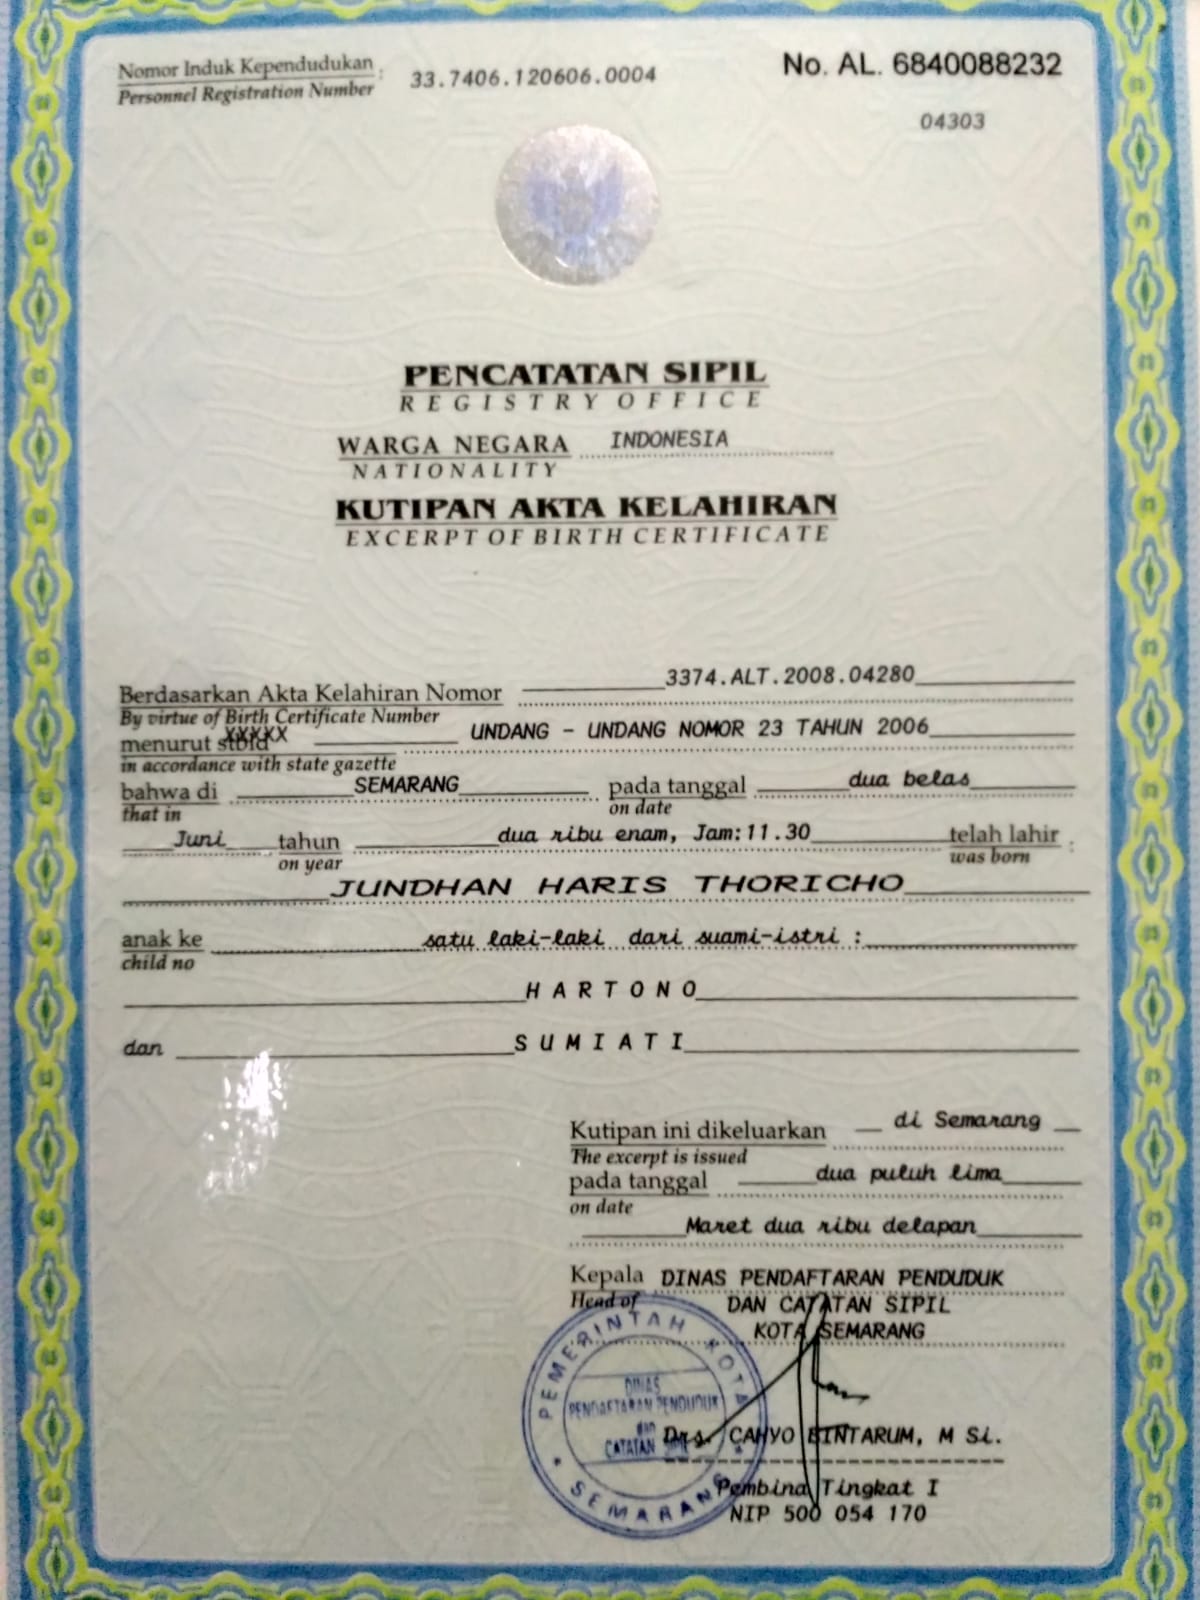 Nomor Induk Kependudukan : 33.7406.120606.0004
Personnel Registration Number
No. AL. 6840088232
04303
PENCATATAN SIPIL
REGISTRY OFFICE
WARGA NEGARA INDONESIA
NATIONALITY
KUTIPAN AKTA KELAHIRAN
EXCERPT OF BIRTH CERTIFICATE
Berdasarkan Akta Kelahiran Nomor 3374.ALT.2008.04280
By virtue of Birth Certificate Number
menurut stbld XXXXX UNDANG - UNDANG NOMOR 23 TAHUN 2006
in accordance with state gazette
bahwa di SEMARANG pada tanggal dua belas
that in on date
Juni tahun dua ribu enam, Jam:11.30 telah lahir :
on year was born
JUNDHAN HARIS THORICHO
anak ke satu laki-laki dari suami-istri :
child no
HARTONO
dan SUMIATI
Kutipan ini dikeluarkan di Semarang
The excerpt is issued
pada tanggal dua puluh lima
on date
Maret dua ribu delapan
Kepala DINAS PENDAFTARAN PENDUDUK
Head of DAN CATATAN SIPIL
KOTA SEMARANG
PEMERINTAH KOTA
DINAS
PENDAFTARAN PENDUDUK
dan
CATATAN SIPIL
* SEMARANG *
Drs. CAHYO BINTARUM, M Si.
Pembina Tingkat I
NIP 500 054 170